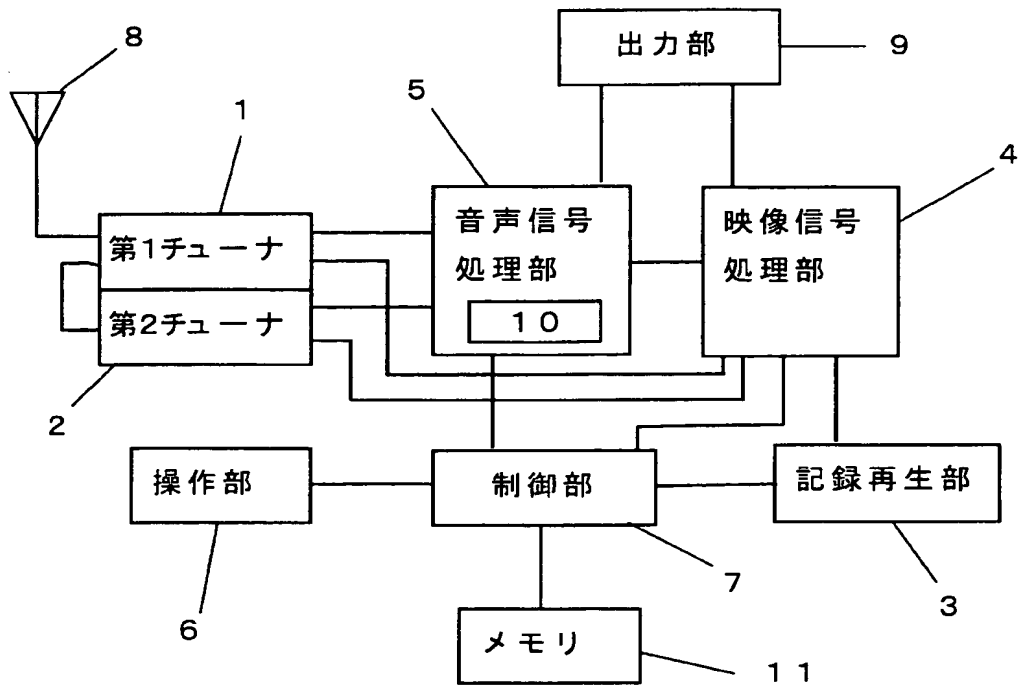 8
出力部
9
5
1
4
音声信号
処理部
10
映像信号
処理部
第1チューナ
第2チューナ
2
操作部
制御部
記録再生部
7
6
3
メモリ
11